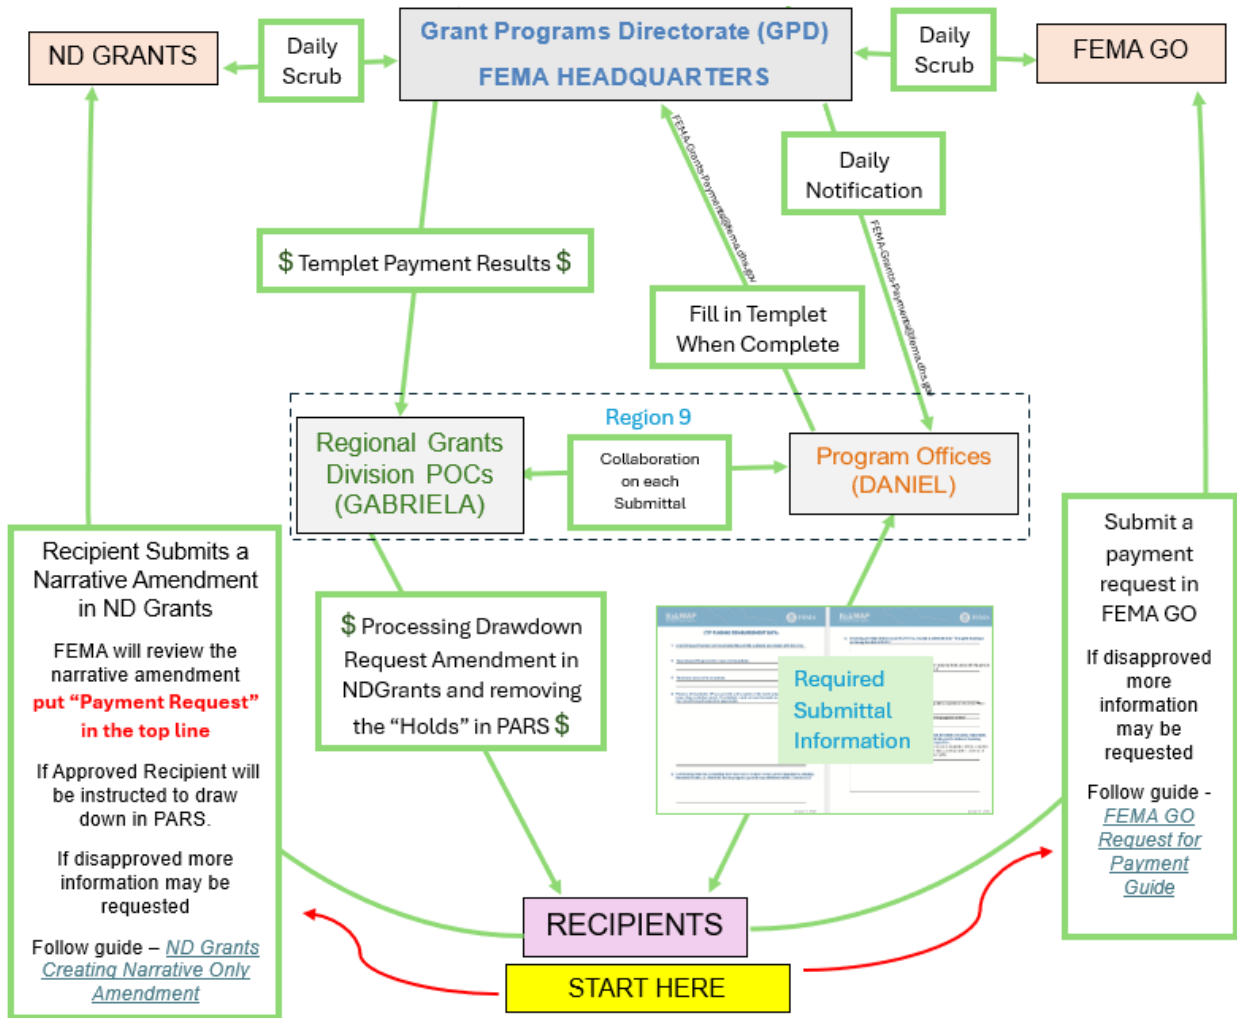 ND GRANTS
Daily
Scrub
Grant Programs Directorate (GPD)
FEMA HEADQUARTERS
Daily
Scrub
FEMA GO
FEMA-Grants-Payments@fema.dhs.gov
Daily
Notification
FEMA-Grants-Payments@fema.dhs.gov
$ Templet Payment Results $
Fill in Templet
When Complete
Region 9
Regional Grants
Division POCs
(GABRIELA)
Collaboration
on each
Submittal
Program Offices
(DANIEL)
Recipient Submits a
Narrative Amendment
in ND Grants
FEMA will review the
narrative amendment
put “Payment Request”
in the top line
If Approved Recipient will
be instructed to draw
down in PARS.
If disapproved more
information may be
requested
Follow guide – ND Grants
Creating Narrative Only
Amendment
$ Processing Drawdown
Request Amendment in
NDGrants and removing
the “Holds” in PARS $
RiskMAP
FEMA
RiskMAP
FEMA
Required
Submittal
Information
Submit a
payment
request in
FEMA GO
If disapproved
more
information
may be
requested
Follow guide -
FEMA GO
Request for
Payment
Guide
RECIPIENTS
START HERE